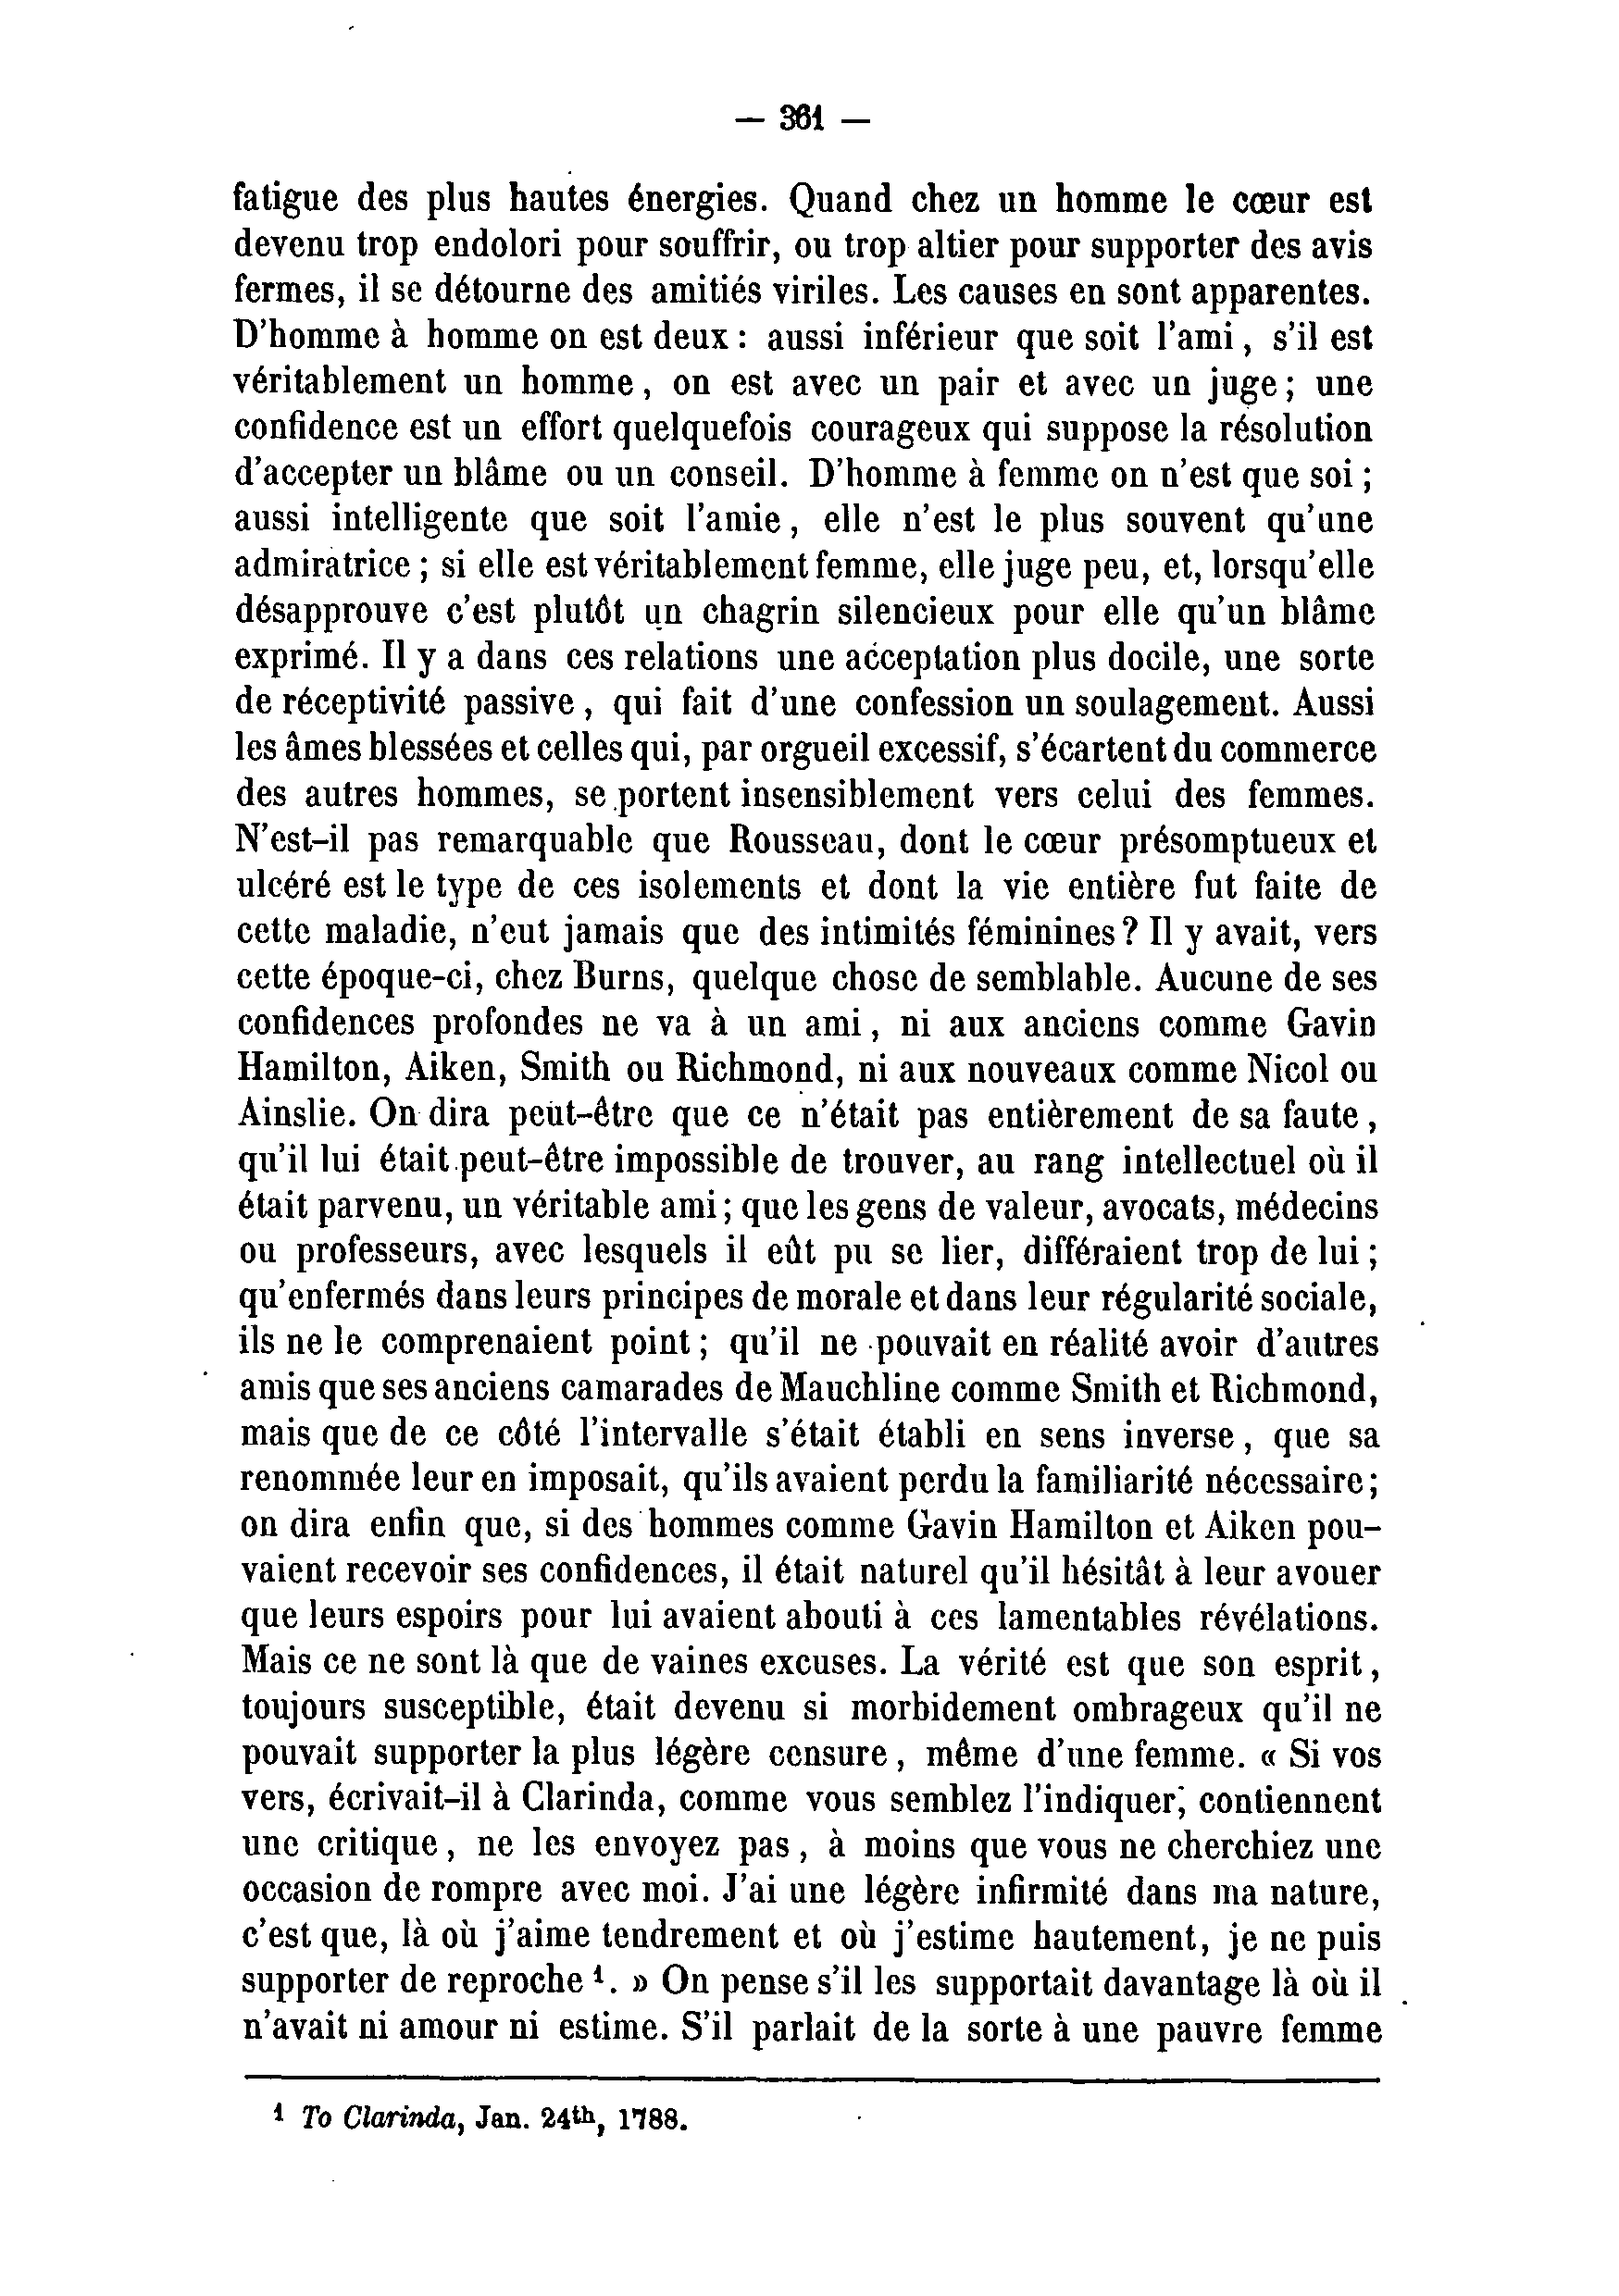 — 361 —
fatigue des plus hautes énergies. Quand chez un homme le cœur est
devenu trop endolori pour souffrir, ou trop altier pour supporter des avis
fermes, il se détourne des amitiés viriles. Les causes en sont apparentes.
D'homme à homme on est deux : aussi inférieur que soit l'ami, s'il est
véritablement un homme, on est avec un pair et avec un juge ; une
confidence est un effort quelquefois courageux qui suppose la résolution
d'accepter un blâme ou un conseil. D'homme à femme on n'est que soi ;
aussi intelligente que soit l'amie, elle n'est le plus souvent qu'une
admiratrice ; si elle est véritablement femme, elle juge peu, et, lorsqu'elle
désapprouve c'est plutôt un chagrin silencieux pour elle qu'un blâme
exprimé. Il y a dans ces relations une acceptation plus docile, une sorte
de réceptivité passive, qui fait d'une confession un soulagement. Aussi
les âmes blessées et celles qui, par orgueil excessif, s'écartent du commerce
des autres hommes, se portent insensiblement vers celui des femmes.
N'est-il pas remarquable que Rousseau, dont le cœur présomptueux et
ulcéré est le type de ces isolements et dont la vie entière fut faite de
cette maladie, n'eut jamais que des intimités féminines ? Il y avait, vers
cette époque-ci, chez Burns, quelque chose de semblable. Aucune de ses
confidences profondes ne va à un ami, ni aux anciens comme Gavin
Hamilton, Aiken, Smith ou Richmond, ni aux nouveaux comme Nicol ou
Ainslie. On dira peut-être que ce n'était pas entièrement de sa faute,
qu'il lui était peut-être impossible de trouver, au rang intellectuel où il
était parvenu, un véritable ami ; que les gens de valeur, avocats, médecins
ou professeurs, avec lesquels il eût pu se lier, différaient trop de lui ;
qu'enfermés dans leurs principes de morale et dans leur régularité sociale,
ils ne le comprenaient point ; qu'il ne pouvait en réalité avoir d'autres
amis que ses anciens camarades de Mauchline comme Smith et Richmond,
mais que de ce côté l'intervalle s'était établi en sens inverse, que sa
renommée leur en imposait, qu'ils avaient perdu la familiarité nécessaire ;
on dira enfin que, si des hommes comme Gavin Hamilton et Aiken pou-
vaient recevoir ses confidences, il était naturel qu'il hésitât à leur avouer
que leurs espoirs pour lui avaient abouti à ces lamentables révélations.
Mais ce ne sont là que de vaines excuses. La vérité est que son esprit,
toujours susceptible, était devenu si morbidement ombrageux qu'il ne
pouvait supporter la plus légère censure, même d'une femme. « Si vos
vers, écrivait-il à Clarinda, comme vous semblez l'indiquer, contiennent
une critique, ne les envoyez pas, à moins que vous ne cherchiez une
occasion de rompre avec moi. J'ai une légère infirmité dans ma nature,
c'est que, là où j'aime tendrement et où j'estime hautement, je ne puis
supporter de reproche ¹. » On pense s'il les supportait davantage là où il
n'avait ni amour ni estime. S'il parlait de la sorte à une pauvre femme
¹ To Clarinda, Jan. 24th, 1788.